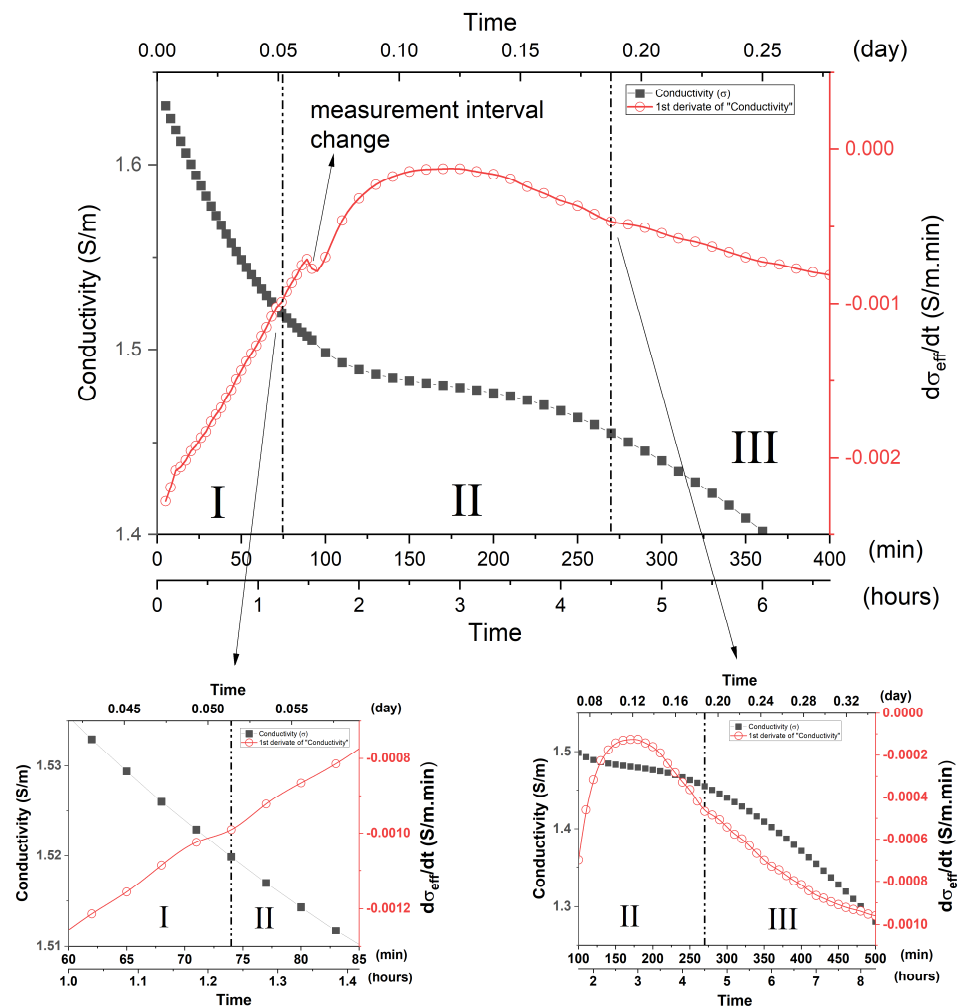 Time
0.00 0.05 0.10 0.15 0.20 0.25 (day)
Conductivity (σ)
1st derivate of "Conductivity"
measurement interval
change
1.6
1.5
1.4
Conductivity (S/m)
0.000
-0.001
-0.002
dσeff/dt (S/m.min)
I II III
0 50 100 150 200 250 300 350 400 (min)
0 1 2 3 4 5 6 (hours)
Time
Time
0.045 0.050 0.055 (day)
Conductivity (σ)
1st derivate of "Conductivity"
1.53
1.52
1.51
Conductivity (S/m)
-0.0008
-0.0010
-0.0012
dσeff/dt (S/m.min)
I II
60 65 70 75 80 85 (min)
1.0 1.1 1.2 1.3 1.4 (hours)
Time
Time
0.08 0.12 0.16 0.20 0.24 0.28 0.32 (day)
Conductivity (σ)
1st derivate of "Conductivity"
1.5
1.4
1.3
Conductivity (S/m)
0.0000
-0.0002
-0.0004
-0.0006
-0.0008
-0.0010
dσeff/dt (S/m.min)
II III
100 150 200 250 300 350 400 450 500 (min)
2 3 4 5 6 7 8 (hours)
Time